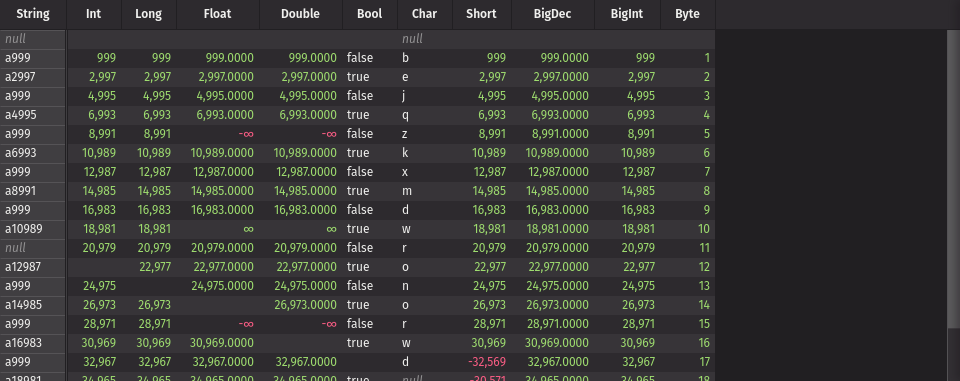 String Int Long Float Double Bool Char Short BigDec BigInt Byte
null null
a999 999 999 999.0000 999.0000 false b 999 999.0000 999 1
a2997 2,997 2,997 2,997.0000 2,997.0000 true e 2,997 2,997.0000 2,997 2
a999 4,995 4,995 4,995.0000 4,995.0000 false j 4,995 4,995.0000 4,995 3
a4995 6,993 6,993 6,993.0000 6,993.0000 true q 6,993 6,993.0000 6,993 4
a999 8,991 8,991 -∞ -∞ false z 8,991 8,991.0000 8,991 5
a6993 10,989 10,989 10,989.0000 10,989.0000 true k 10,989 10,989.0000 10,989 6
a999 12,987 12,987 12,987.0000 12,987.0000 false x 12,987 12,987.0000 12,987 7
a8991 14,985 14,985 14,985.0000 14,985.0000 true m 14,985 14,985.0000 14,985 8
a999 16,983 16,983 16,983.0000 16,983.0000 false d 16,983 16,983.0000 16,983 9
a10989 18,981 18,981 ∞ ∞ true w 18,981 18,981.0000 18,981 10
null 20,979 20,979 20,979.0000 20,979.0000 false r 20,979 20,979.0000 20,979 11
a12987 22,977 22,977.0000 22,977.0000 true o 22,977 22,977.0000 22,977 12
a999 24,975 24,975.0000 24,975.0000 false n 24,975 24,975.0000 24,975 13
a14985 26,973 26,973 26,973.0000 true o 26,973 26,973.0000 26,973 14
a999 28,971 28,971 -∞ -∞ false r 28,971 28,971.0000 28,971 15
a16983 30,969 30,969 30,969.0000 true w 30,969 30,969.0000 30,969 16
a999 32,967 32,967 32,967.0000 32,967.0000 d -32,569 32,967.0000 32,967 17
a18981 34,965 34,965 34,965.0000 34,965.0000 true null -30,571 34,965.0000 34,965 18